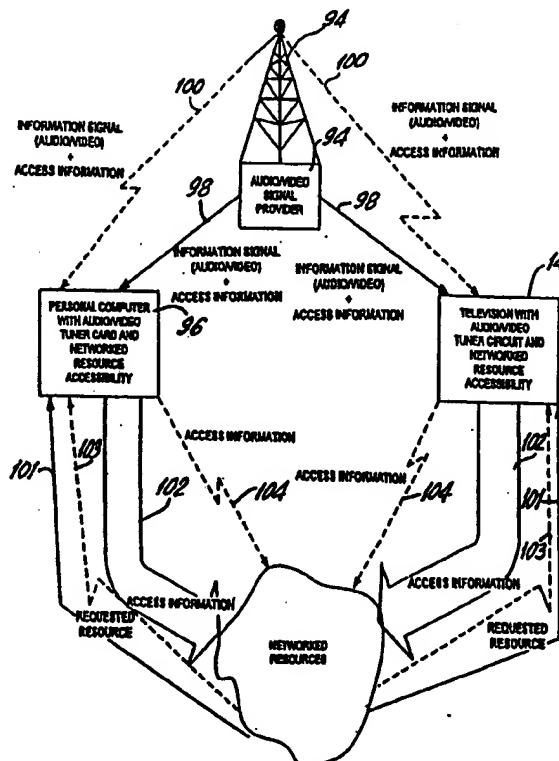 94
100
100
INFORMATION SIGNAL
(AUDIO/VIDEO)
+
ACCESS INFORMATION
INFORMATION SIGNAL
(AUDIO/VIDEO)
+
ACCESS INFORMATION
94
AUDIO/VIDEO
SIGNAL
PROVIDER
98
98
INFORMATION SIGNAL
(AUDIO/VIDEO)
+
ACCESS INFORMATION
INFORMATION SIGNAL
(AUDIO/VIDEO)
+
ACCESS INFORMATION
PERSONAL COMPUTER
WITH AUDIO/VIDEO
TUNER CARD AND
NETWORKED
RESOURCE
ACCESSIBILITY
96
TELEVISION WITH
AUDIO/VIDEO
TUNER CIRCUIT AND
NETWORKED
RESOURCE
ACCESSIBILITY
101
103
102
ACCESS INFORMATION
104
ACCESS INFORMATION
104
102
101
103
ACCESS INFORMATION
REQUESTED
RESOURCE
NETWORKED
RESOURCES
ACCESS INFORMATION
REQUESTED
RESOURCE